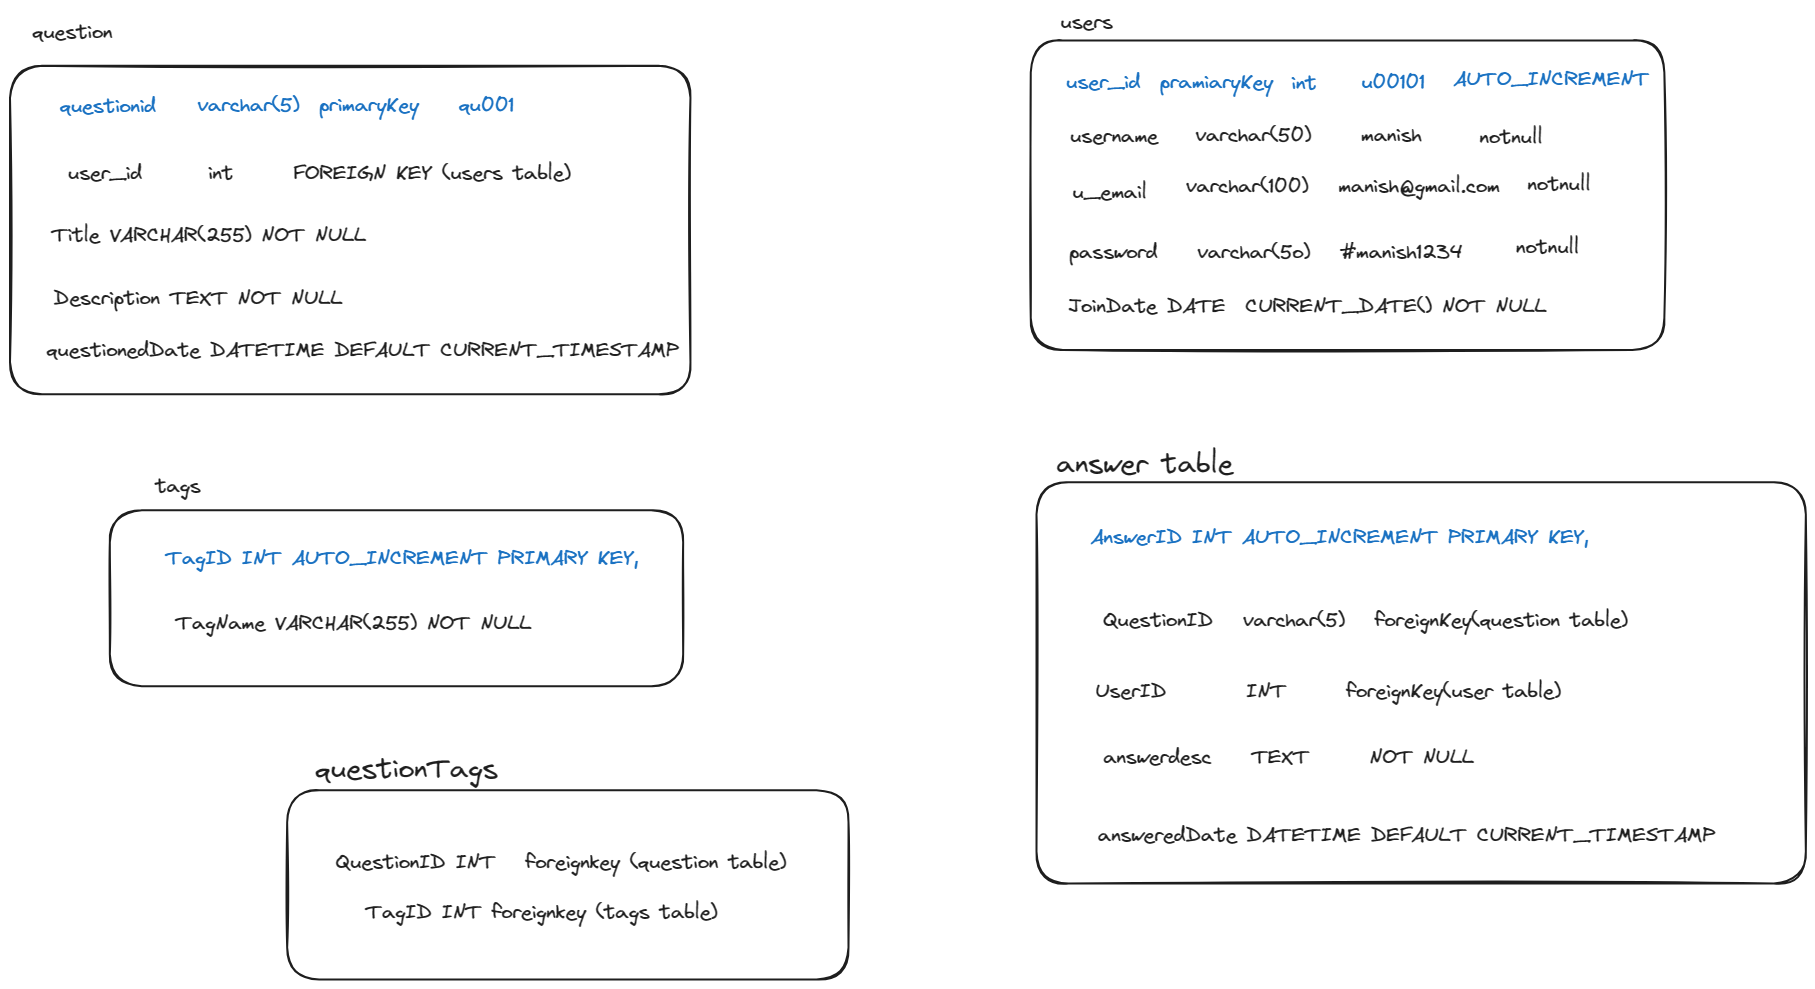 question
questionid varchar(5) primaryKey qu001
user_id int FOREIGN KEY (users table)
Title VARCHAR(255) NOT NULL
Description TEXT NOT NULL
questionedDate DATETIME DEFAULT CURRENT_TIMESTAMP
users
user_id pramiaryKey int u00101 AUTO_INCREMENT
username varchar(50) manish notnull
u_email varchar(100) manish@gmail.com notnull
password varchar(5o) #manish1234 notnull
JoinDate DATE CURRENT_DATE() NOT NULL
tags
TagID INT AUTO_INCREMENT PRIMARY KEY,
TagName VARCHAR(255) NOT NULL
answer table
AnswerID INT AUTO_INCREMENT PRIMARY KEY,
QuestionID varchar(5) foreignKey(question table)
UserID INT foreignKey(user table)
answerdesc TEXT NOT NULL
answeredDate DATETIME DEFAULT CURRENT_TIMESTAMP
questionTags
QuestionID INT foreignkey (question table)
TagID INT foreignkey (tags table)